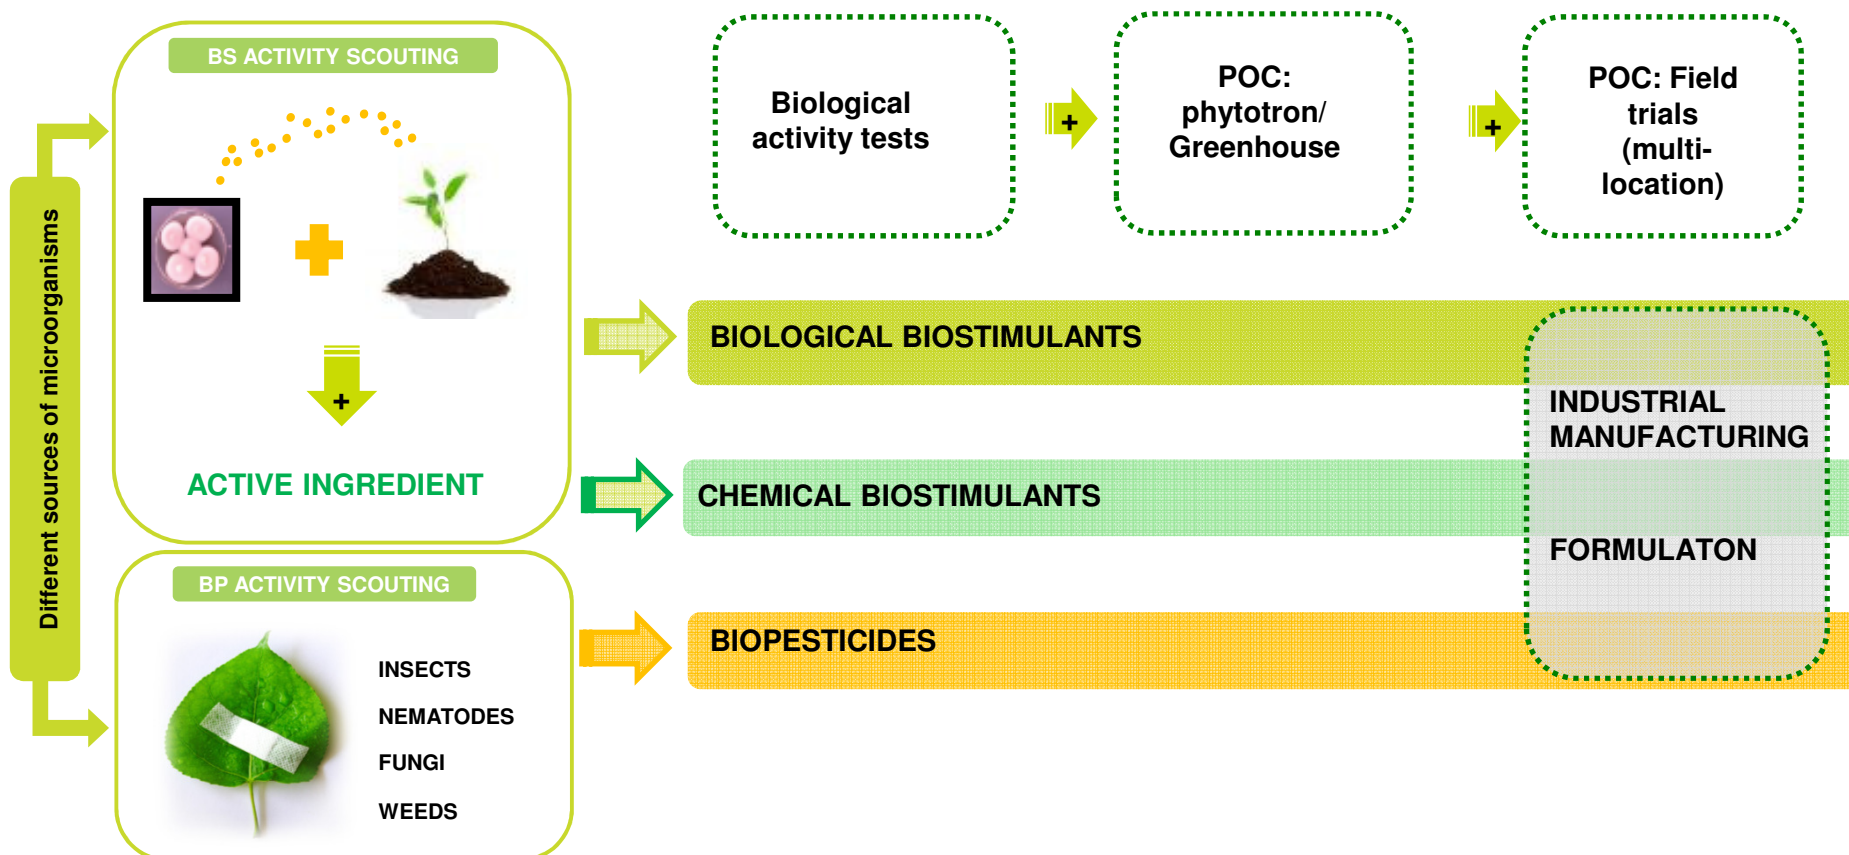 Different sources of microorganisms
BS ACTIVITY SCOUTING
+
ACTIVE INGREDIENT
BP ACTIVITY SCOUTING
INSECTS
NEMATODES
FUNGI
WEEDS
Biological
activity tests
+
POC:
phytotron/
Greenhouse
+
POC: Field
trials
(multi-
location)
BIOLOGICAL BIOSTIMULANTS
CHEMICAL BIOSTIMULANTS
BIOPESTICIDES
INDUSTRIAL
MANUFACTURING
FORMULATON